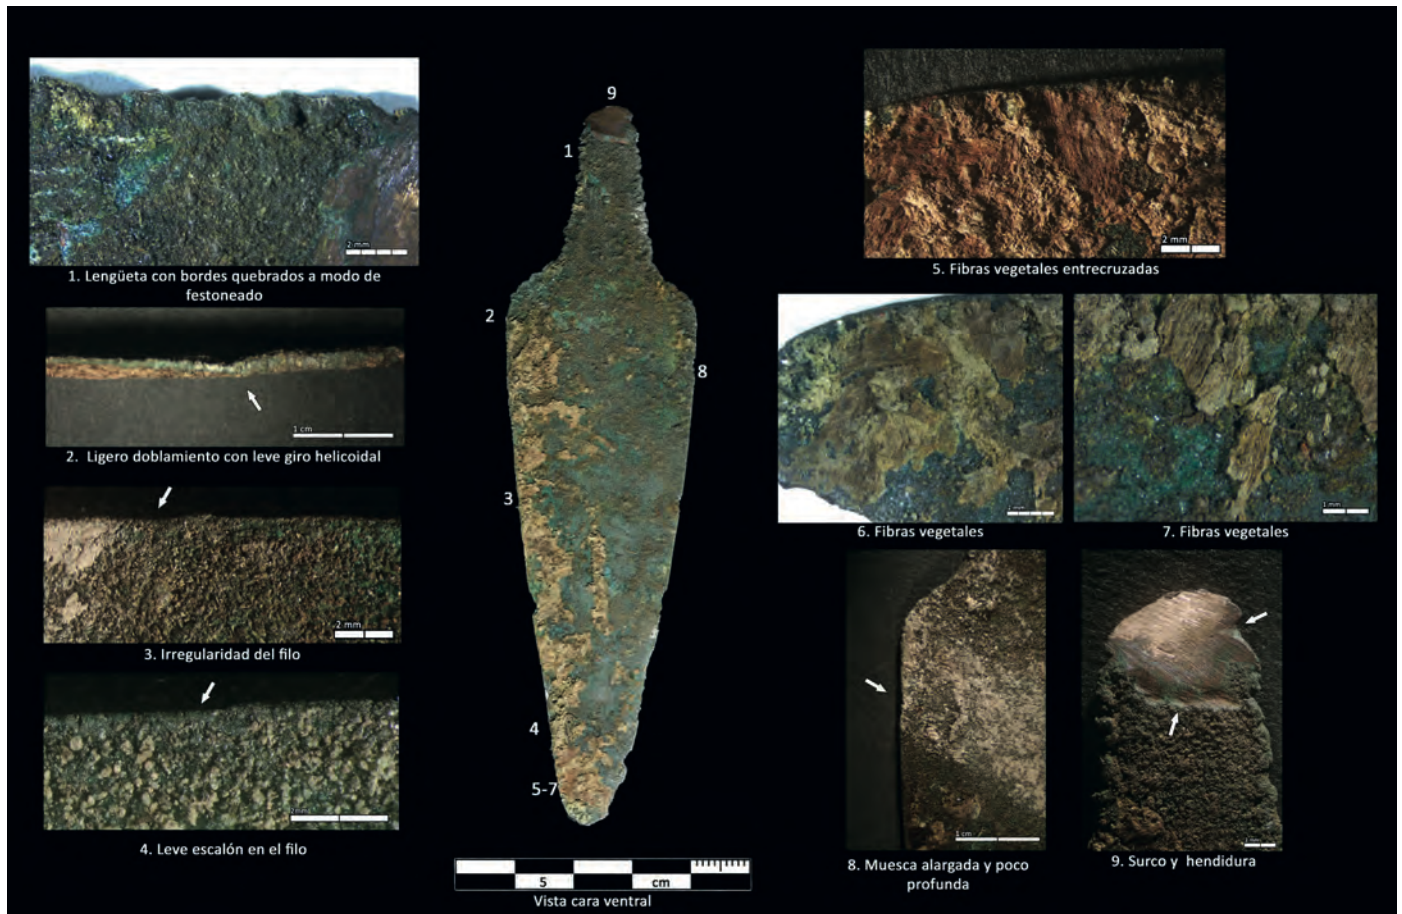 2 mm
1. Lengüeta con bordes quebrados a modo de
festoneado
1 cm
2. Ligero doblamiento con leve giro helicoidal
2 mm
3. Irregularidad del filo
2mm
4. Leve escalón en el filo
9
1
2
8
3
4
5-7
5 cm
Vista cara ventral
2 mm
5. Fibras vegetales entrecruzadas
2 mm
6. Fibras vegetales
1 mm
7. Fibras vegetales
1 cm
8. Muesca alargada y poco
profunda
9. Surco y hendidura